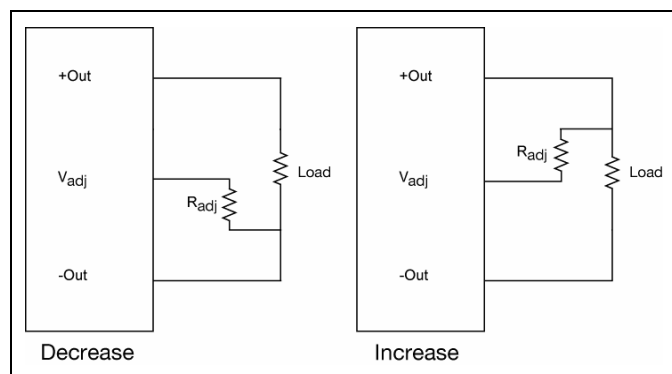 +Out
Vadj
Radj
Load
-Out
Decrease
+Out
Radj
Vadj
Load
-Out
Increase